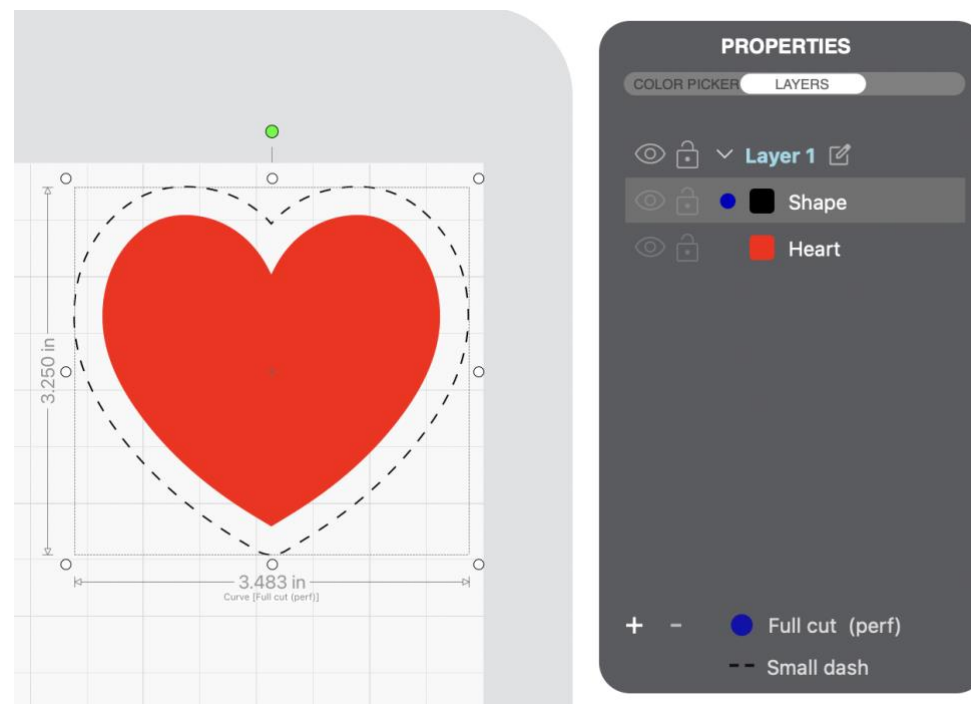 3.250 in
3.483 in
Curve [Full cut (perf)]
PROPERTIES
COLOR PICKER LAYERS
Layer 1
Shape
Heart
+ - Full cut (perf)
Small dash